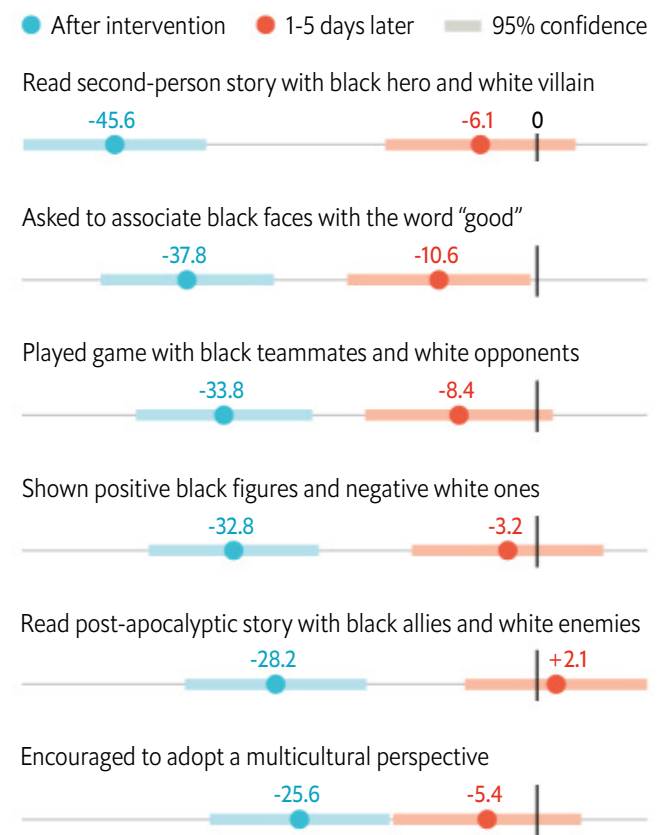 After intervention 1-5 days later 95% confidence
Read second-person story with black hero and white villain
-45.6 -6.1 0
Asked to associate black faces with the word “good”
-37.8 -10.6
Played game with black teammates and white opponents
-33.8 -8.4
Shown positive black figures and negative white ones
-32.8 -3.2
Read post-apocalyptic story with black allies and white enemies
-28.2 +2.1
Encouraged to adopt a multicultural perspective
-25.6 -5.4